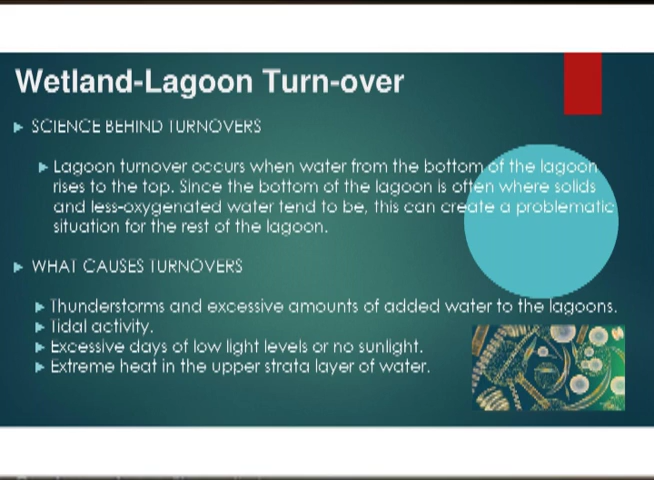 Wetland-Lagoon Turn-over
SCIENCE BEHIND TURNOVERS
Lagoon turnover occurs when water from the bottom of the lagoon
rises to the top. Since the bottom of the lagoon is often where solids
and less-oxygenated water tend to be, this can create a problematic
situation for the rest of the lagoon.
WHAT CAUSES TURNOVERS
Thunderstorms and excessive amounts of added water to the lagoons.
Tidal activity.
Excessive days of low light levels or no sunlight.
Extreme heat in the upper strata layer of water.